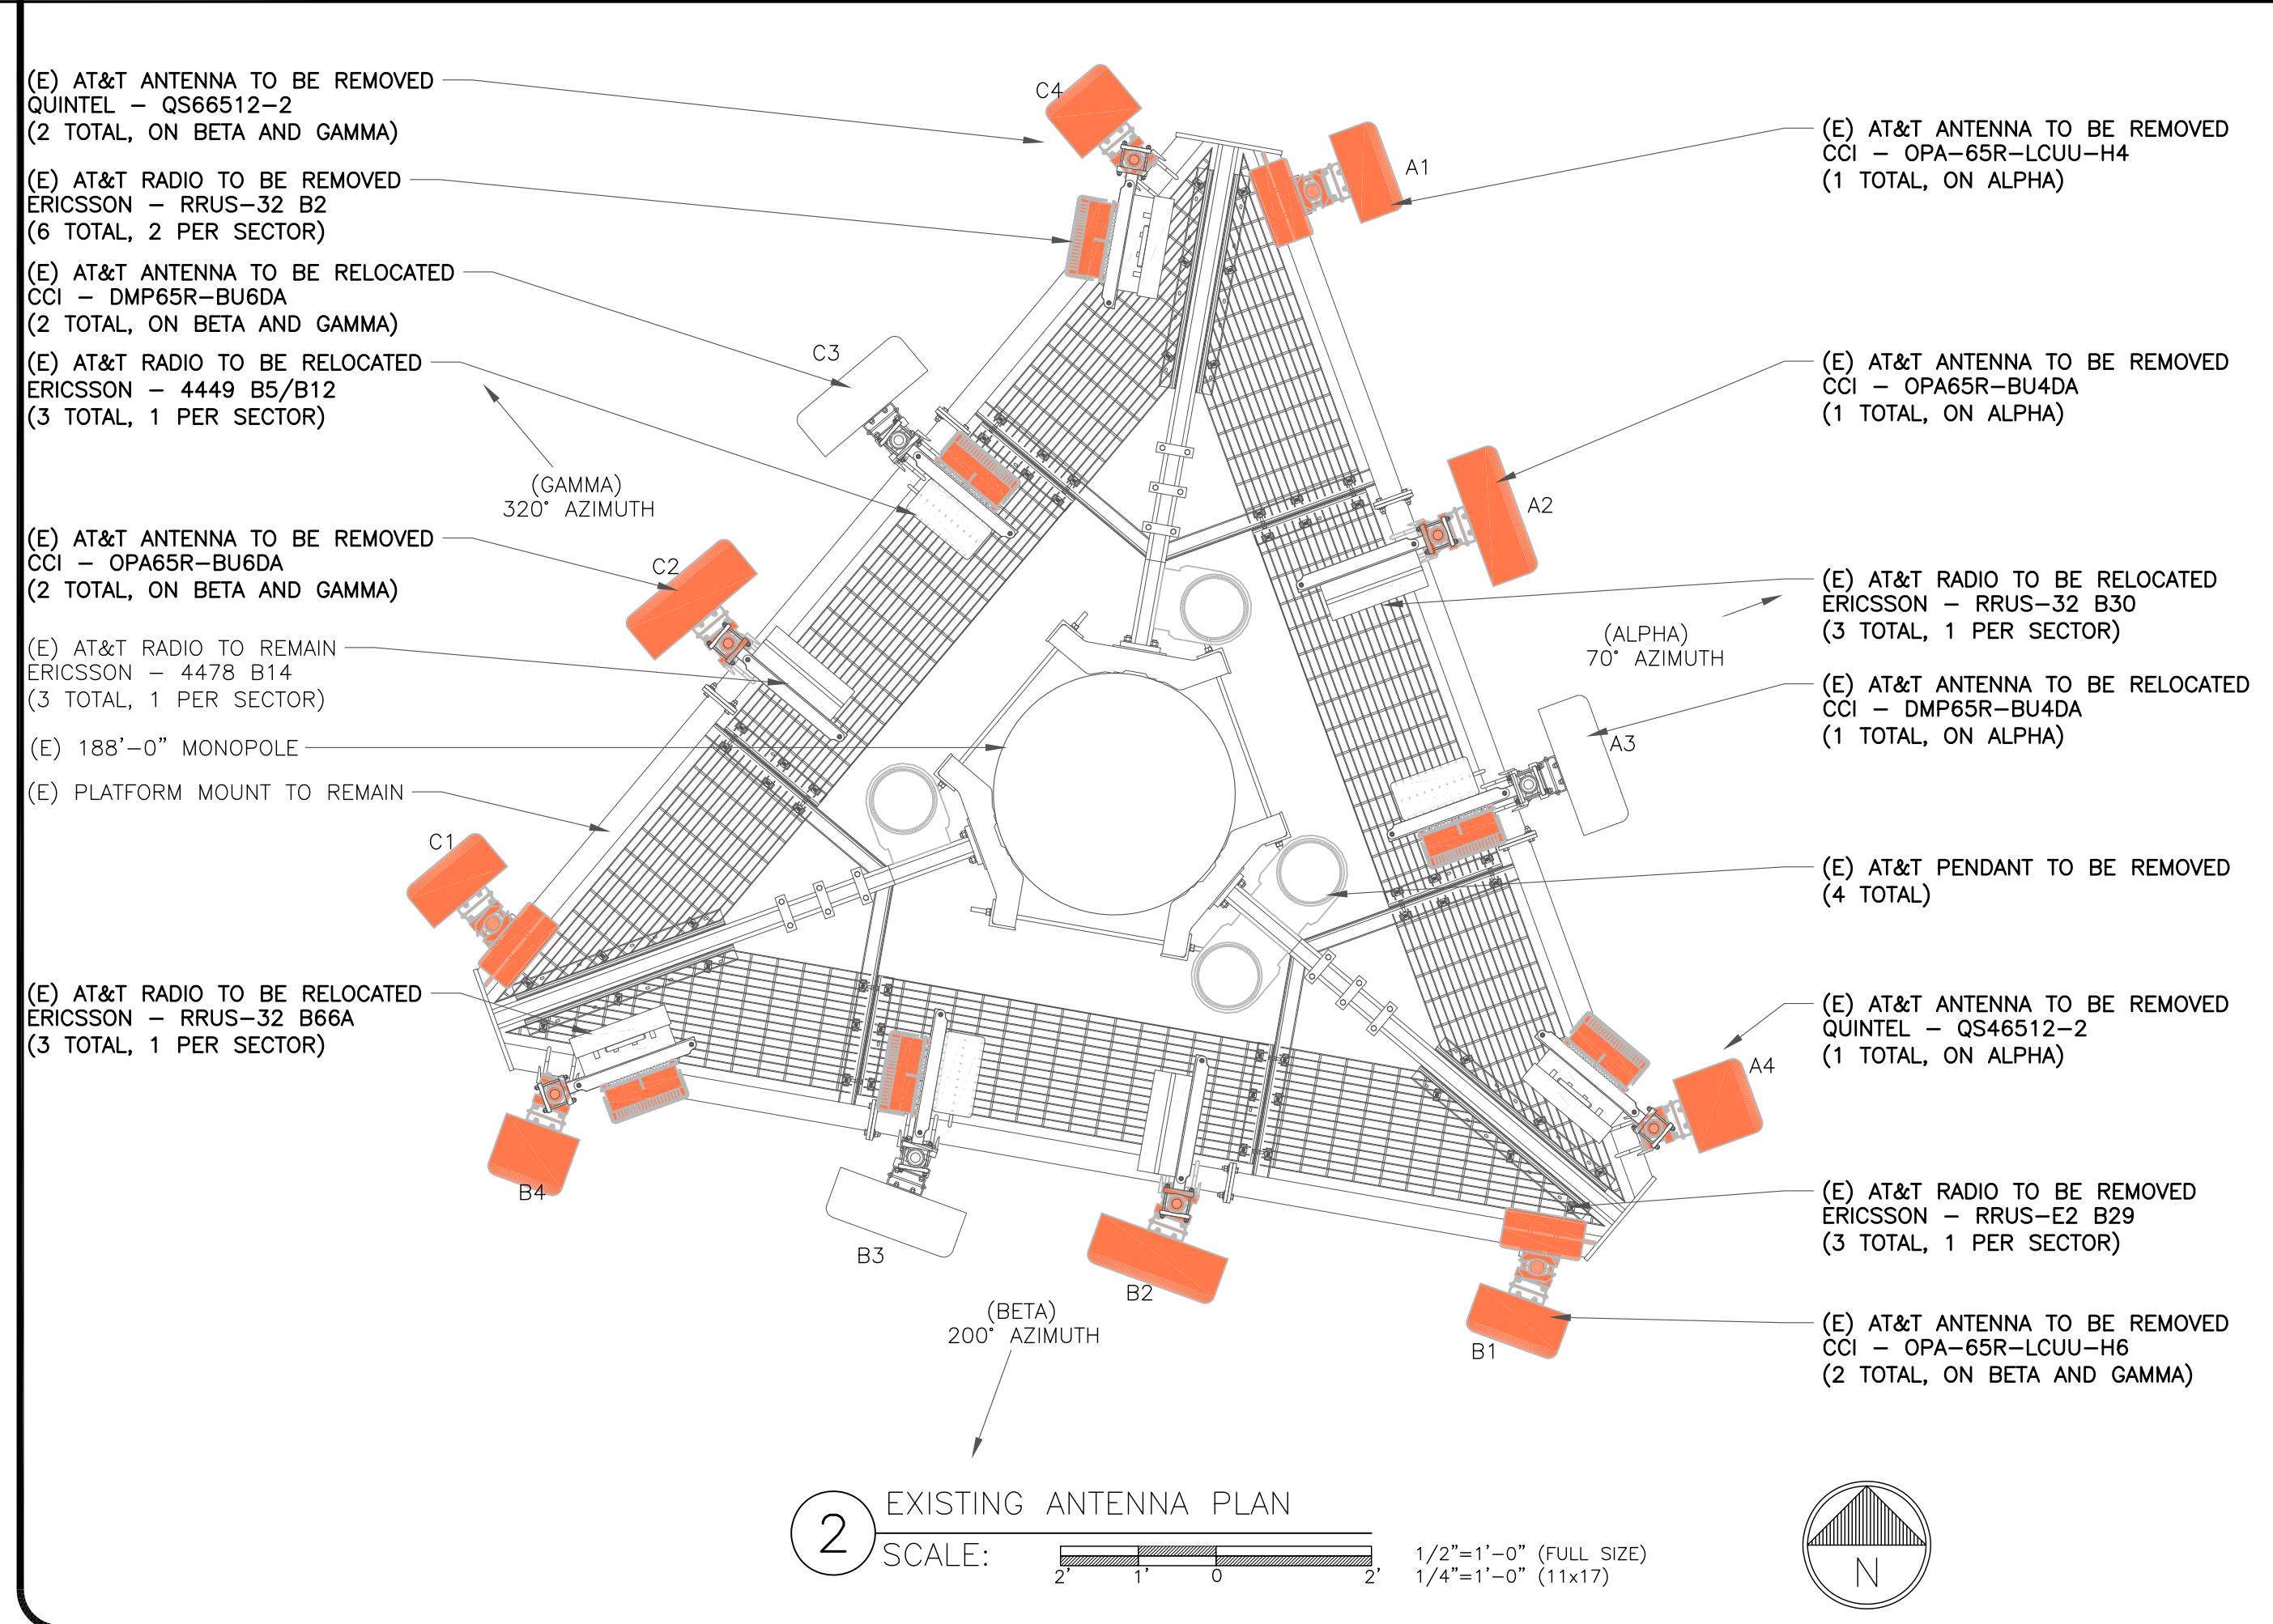 (E) AT&T ANTENNA TO BE REMOVED
QUINTEL – QS66512–2
(2 TOTAL, ON BETA AND GAMMA)
(E) AT&T RADIO TO BE REMOVED
ERICSSON – RRUS–32 B2
(6 TOTAL, 2 PER SECTOR)
(E) AT&T ANTENNA TO BE RELOCATED
CCI – DMP65R–BU6DA
(2 TOTAL, ON BETA AND GAMMA)
(E) AT&T RADIO TO BE RELOCATED
ERICSSON – 4449 B5/B12
(3 TOTAL, 1 PER SECTOR)
(GAMMA)
320° AZIMUTH
(E) AT&T ANTENNA TO BE REMOVED
CCI – OPA65R–BU6DA
(2 TOTAL, ON BETA AND GAMMA)
(E) AT&T RADIO TO REMAIN
ERICSSON – 4478 B14
(3 TOTAL, 1 PER SECTOR)
(E) 188'–0" MONOPOLE
(E) PLATFORM MOUNT TO REMAIN
(E) AT&T RADIO TO BE RELOCATED
ERICSSON – RRUS–32 B66A
(3 TOTAL, 1 PER SECTOR)
C4
C3
C2
C1
A1
A2
A3
A4
B4
B3
B2
B1
(E) AT&T ANTENNA TO BE REMOVED
CCI – OPA–65R–LCUU–H4
(1 TOTAL, ON ALPHA)
(E) AT&T ANTENNA TO BE REMOVED
CCI – OPA65R–BU4DA
(1 TOTAL, ON ALPHA)
(E) AT&T RADIO TO BE RELOCATED
ERICSSON – RRUS–32 B30
(3 TOTAL, 1 PER SECTOR)
(ALPHA)
70° AZIMUTH
(E) AT&T ANTENNA TO BE RELOCATED
CCI – DMP65R–BU4DA
(1 TOTAL, ON ALPHA)
(E) AT&T PENDANT TO BE REMOVED
(4 TOTAL)
(E) AT&T ANTENNA TO BE REMOVED
QUINTEL – QS46512–2
(1 TOTAL, ON ALPHA)
(E) AT&T RADIO TO BE REMOVED
ERICSSON – RRUS–E2 B29
(3 TOTAL, 1 PER SECTOR)
(E) AT&T ANTENNA TO BE REMOVED
CCI – OPA–65R–LCUU–H6
(2 TOTAL, ON BETA AND GAMMA)
(BETA)
200° AZIMUTH
2
EXISTING ANTENNA PLAN
SCALE:
2' 1' 0 2'
1/2"=1'–0" (FULL SIZE)
1/4"=1'–0" (11x17)
N